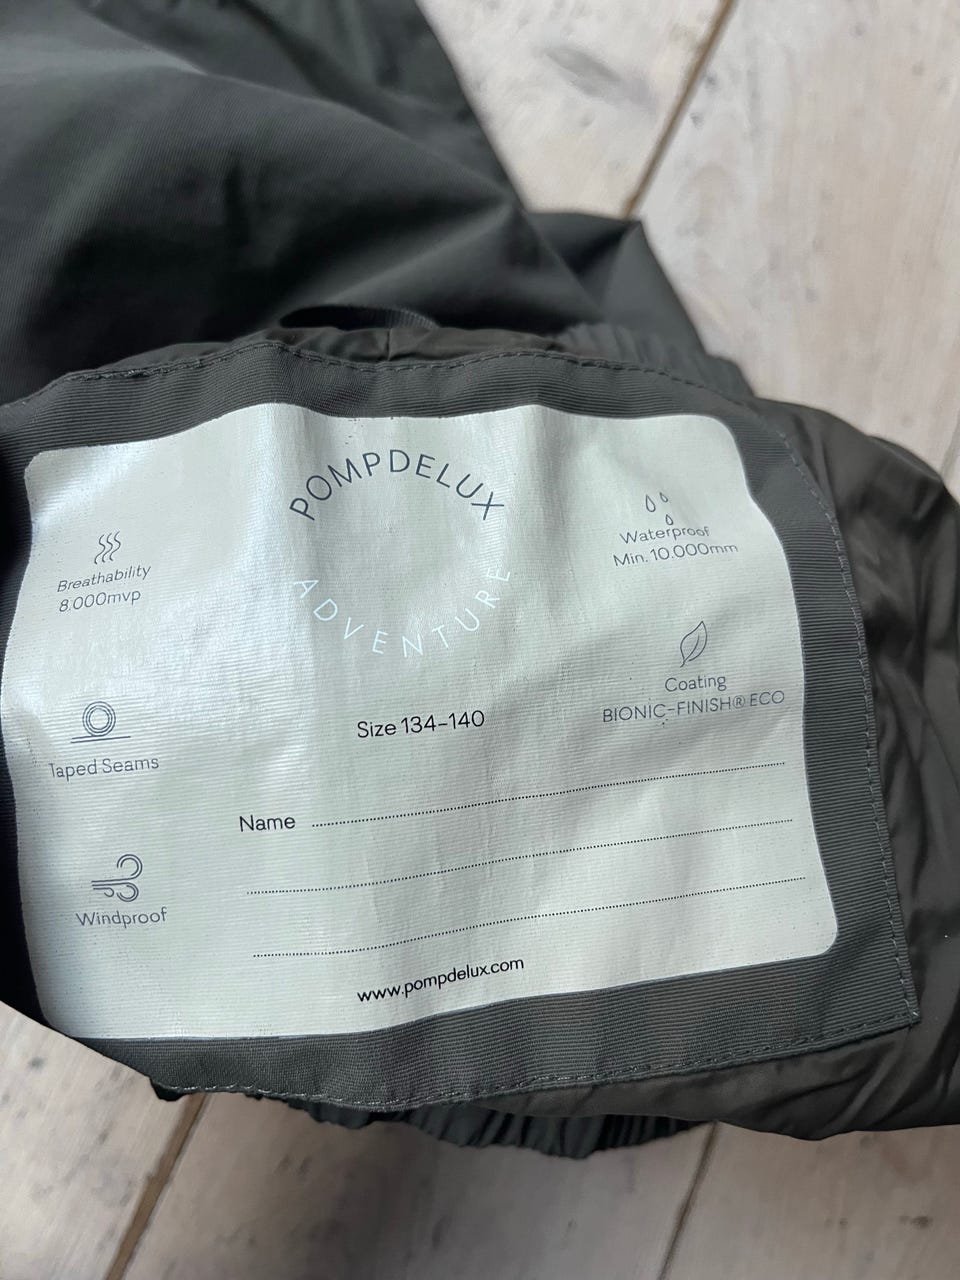 POMPDELUX
ADVENTURE
Breathability
8.000mvp
Waterproof
Min. 10.000mm
Taped Seams
Coating
BIONIC-FINISH® ECO
Size 134-140
Windproof
Name
www.pompdelux.com